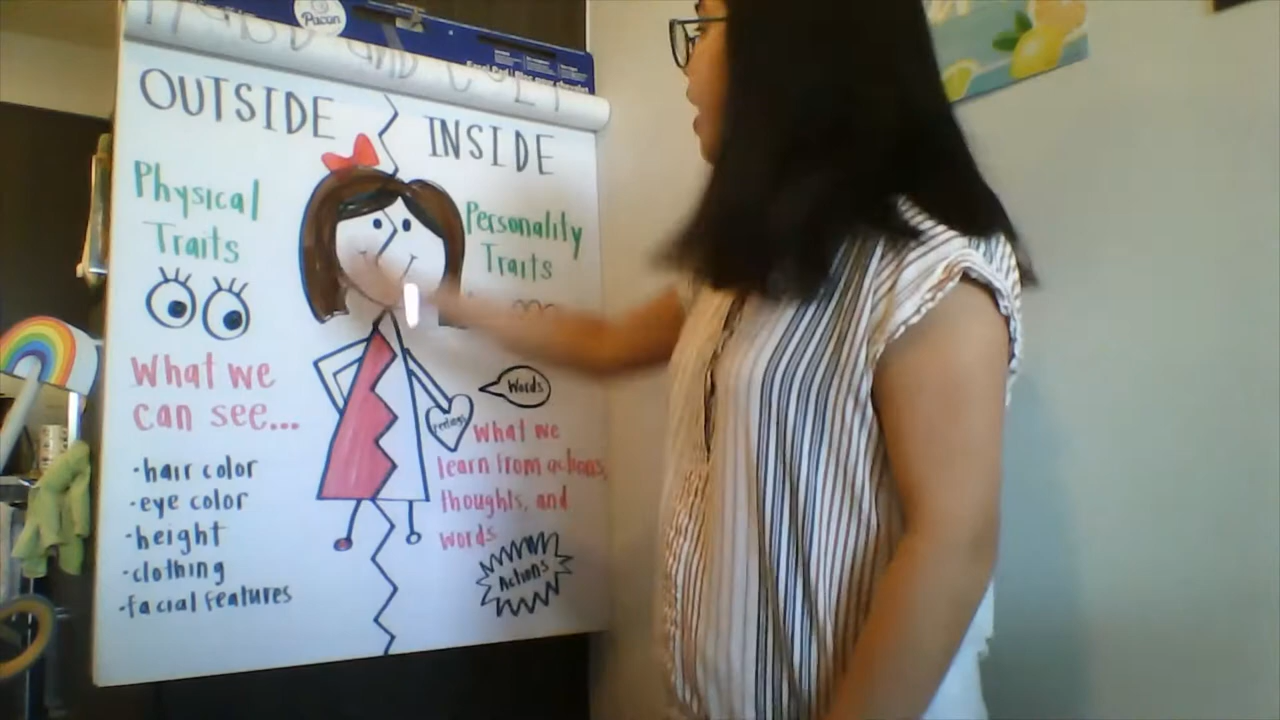 Pacon
OUTSIDE
INSIDE
Physical
Traits
What we
can see...
·hair color
·eye color
·height
·clothing
·facial features
Personality
Traits
Words
Feelings
What we
learn from actions,
thoughts, and
words
Actions